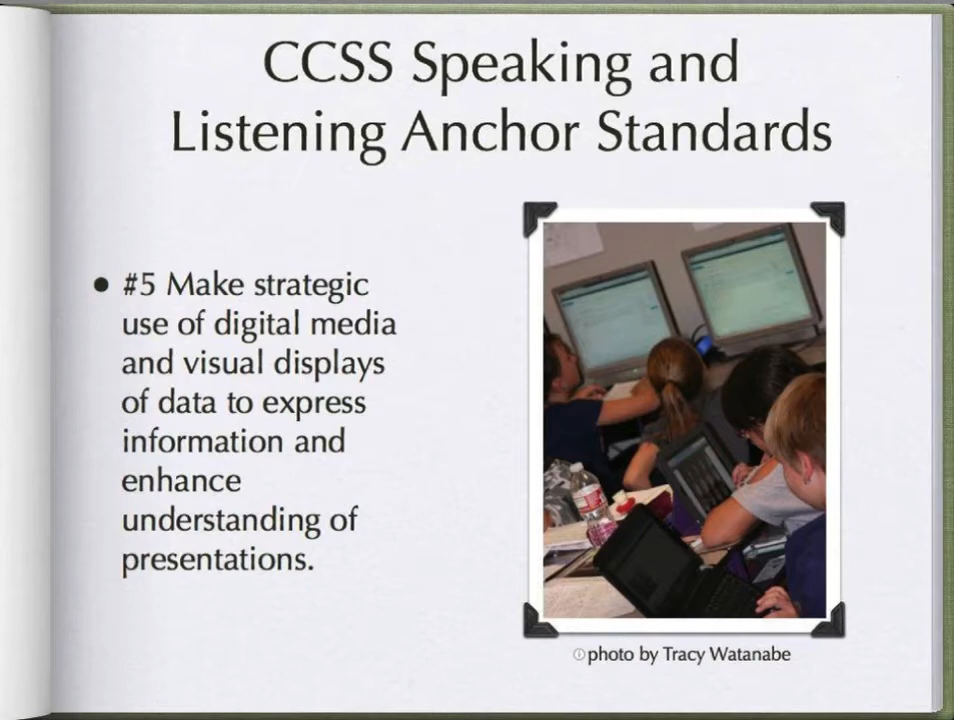 CCSS Speaking and
Listening Anchor Standards
• #5 Make strategic
use of digital media
and visual displays
of data to express
information and
enhance
understanding of
presentations.
photo by Tracy Watanabe